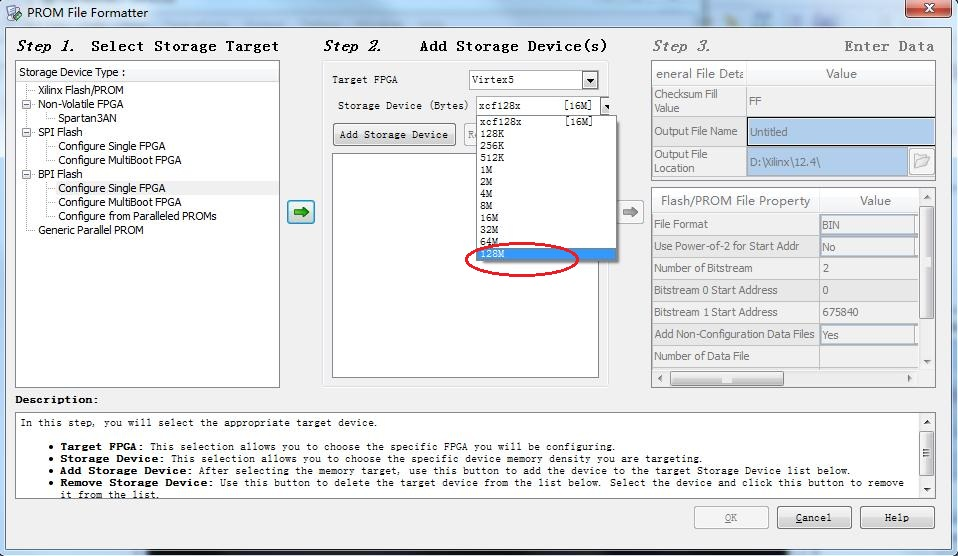 PROM File Formatter
Step 1. Select Storage Target
Storage Device Type :
Xilinx Flash/PROM
Non-Volatile FPGA
Spartan3AN
SPI Flash
Configure Single FPGA
Configure MultiBoot FPGA
BPI Flash
Configure Single FPGA
Configure MultiBoot FPGA
Configure from Paralleled PROMs
Generic Parallel PROM
Step 2. Add Storage Device(s)
Target FPGA Virtex5
Storage Device (Bytes) xcf128x [16M]
Add Storage Device
xcf128x [16M]
128K
256K
512K
1M
2M
4M
8M
16M
32M
64M
128M
Step 3. Enter Data
eneral File Deta Value
Checksum Fill Value FF
Output File Name Untitled
Output File Location D:\Xilinx\12.4\
Flash/PROM File Property Value
File Format BIN
Use Power-of-2 for Start Addr No
Number of Bitstream 2
Bitstream 0 Start Address 0
Bitstream 1 Start Address 675840
Add Non-Configuration Data Files Yes
Number of Data File
Description:
In this step, you will select the appropriate target device.
• Target FPGA: This selection allows you to choose the specific FPGA you will be configuring.
• Storage Device: This selection allows you to choose the specific device memory density you are targeting.
• Add Storage Device: After selecting the memory target, use this button to add the device to the target Storage Device list below.
• Remove Storage Device: Use this button to delete the target device from the list below. Select the device and click this button to remove
it from the list.
OK Cancel Help